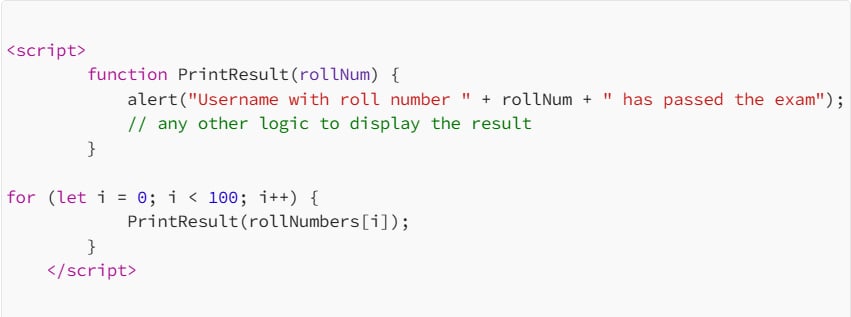 <script>
function PrintResult(rollNum) {
alert("Username with roll number " + rollNum + " has passed the exam");
// any other logic to display the result
}
for (let i = 0; i < 100; i++) {
PrintResult(rollNumbers[i]);
}
</script>